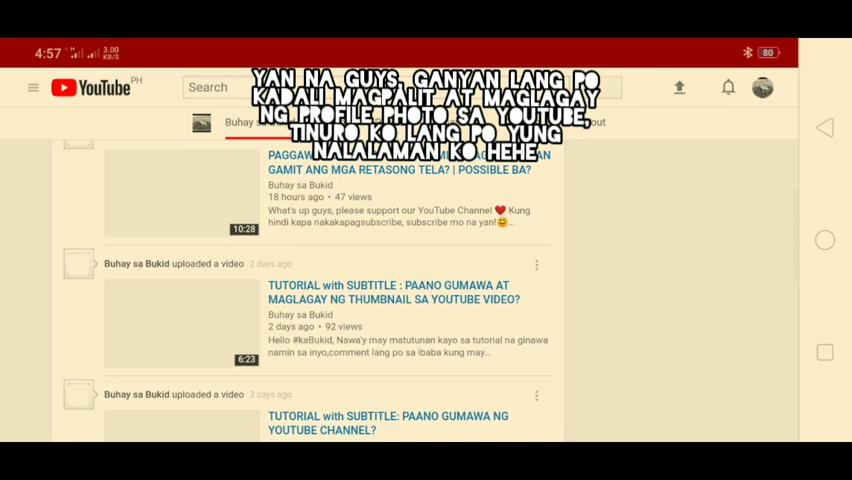 4:57 3.00 KB/S 80
YouTube PH
Search
YAN NA GUYS, GANYAN LANG PO
KADALI MAGPALIT AT MAGLAGAY
NG PROFILE PHOTO SA YOUTUBE,
TINURO KO LANG PO YUNG
NALALAMAN KO HEHE
GAMIT ANG MGA RETASONG TELA? | POSSIBLE BA?
Buhay sa Bukid
18 hours ago • 47 views
What's up guys, please support our YouTube Channel ❤ Kung
hindi kapa nakakapagsubscribe, subscribe mo na yan!😊...
10:28
Buhay sa Bukid uploaded a video 2 days ago
TUTORIAL with SUBTITLE : PAANO GUMAWA AT
MAGLAGAY NG THUMBNAIL SA YOUTUBE VIDEO?
Buhay sa Bukid
2 days ago • 92 views
Hello #kaBukid, Nawa'y may matutunan kayo sa tutorial na ginawa
namin sa inyo,comment lang po sa ibaba kung may...
6:23
Buhay sa Bukid uploaded a video 3 days ago
TUTORIAL with SUBTITLE: PAANO GUMAWA NG
YOUTUBE CHANNEL?